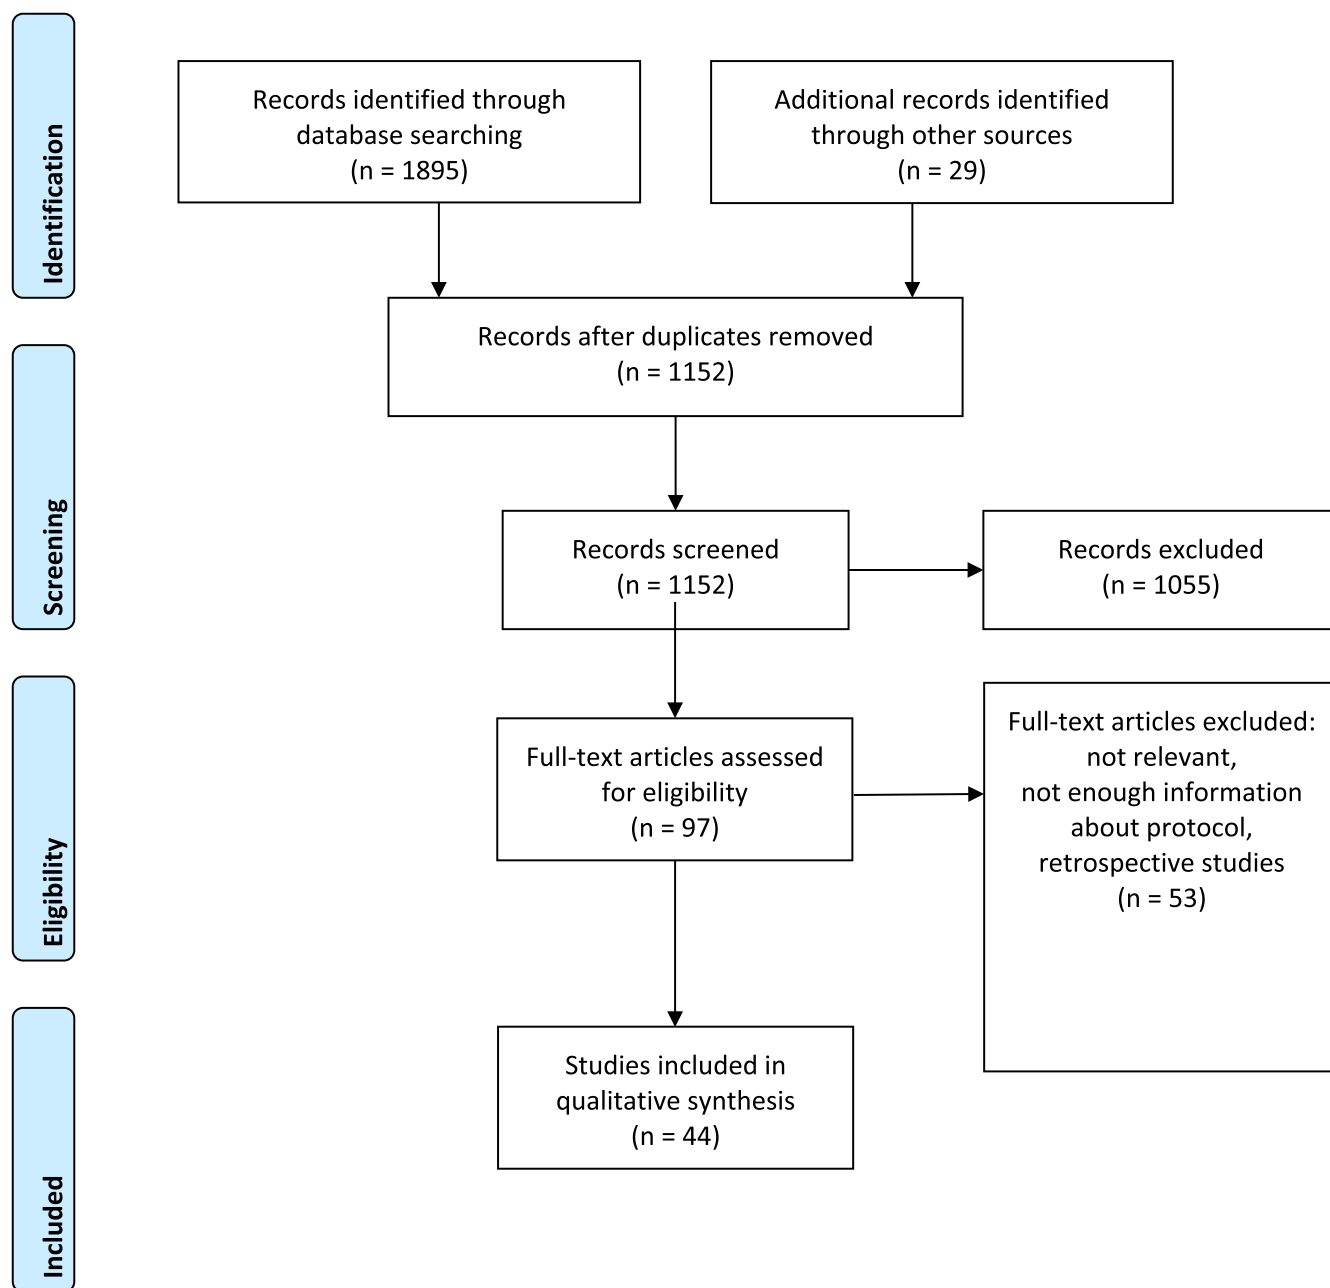 Identification
Records identified through
database searching
(n = 1895)
Additional records identified
through other sources
(n = 29)
Records after duplicates removed
(n = 1152)
Screening
Records screened
(n = 1152)
Records excluded
(n = 1055)
Eligibility
Full-text articles assessed
for eligibility
(n = 97)
Full-text articles excluded:
not relevant,
not enough information
about protocol,
retrospective studies
(n = 53)
Included
Studies included in
qualitative synthesis
(n = 44)